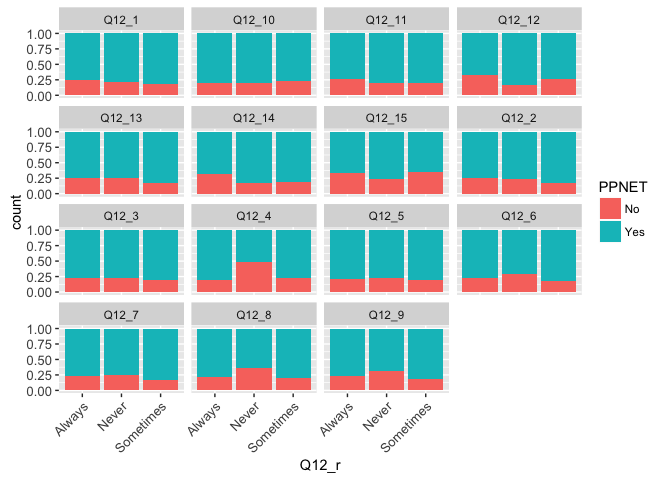 Q12_1 Q12_10 Q12_11 Q12_12
1.00
0.75
0.50
0.25
0.00
Q12_13 Q12_14 Q12_15 Q12_2
1.00
0.75
0.50
0.25
0.00
Q12_3 Q12_4 Q12_5 Q12_6
1.00
0.75
0.50
0.25
0.00
Q12_7 Q12_8 Q12_9
1.00
0.75
0.50
0.25
0.00
Always Never Sometimes Always Never Sometimes Always Never Sometimes
Q12_r
count
PPNET
No
Yes